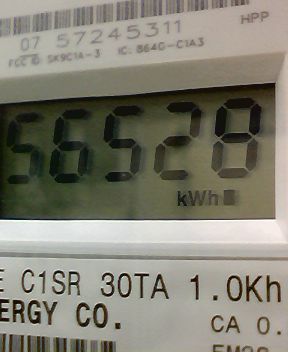 HPP
07 57245311
FCC ID: SK9C1A-3 IC: 864G-C1A3
56528
kWh
E C1SR 30TA 1.0Kh
ERGY CO.
CA 0.